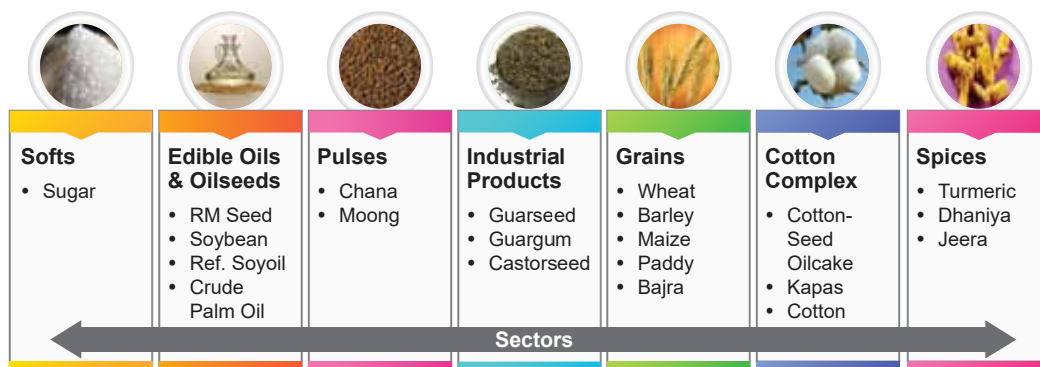 Softs
• Sugar
Edible Oils
& Oilseeds
• RM Seed
• Soybean
• Ref. Soyoil
• Crude
Palm Oil
Pulses
• Chana
• Moong
Industrial
Products
• Guarseed
• Guargum
• Castorseed
Grains
• Wheat
• Barley
• Maize
• Paddy
• Bajra
Cotton
Complex
• Cotton-
Seed
Oilcake
• Kapas
• Cotton
Spices
• Turmeric
• Dhaniya
• Jeera
Sectors